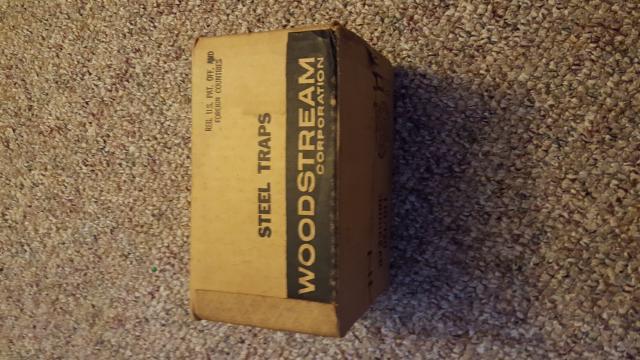 REG. U.S. PAT. OFF. AND
FOREIGN COUNTRIES
STEEL TRAPS
WOODSTREAM
CORPORATION